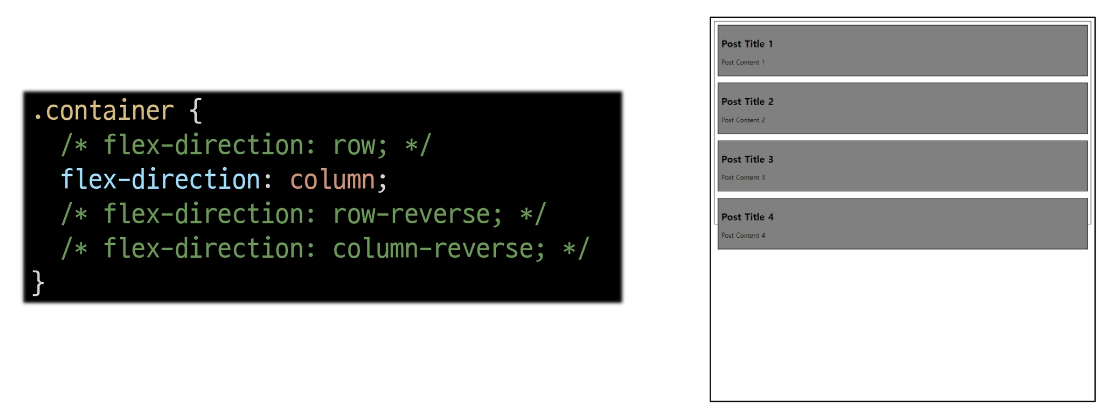 .container {
/* flex-direction: row; */
flex-direction: column;
/* flex-direction: row-reverse; */
/* flex-direction: column-reverse; */
}
Post Title 1
Post Content 1
Post Title 2
Post Content 2
Post Title 3
Post Content 3
Post Title 4
Post Content 4